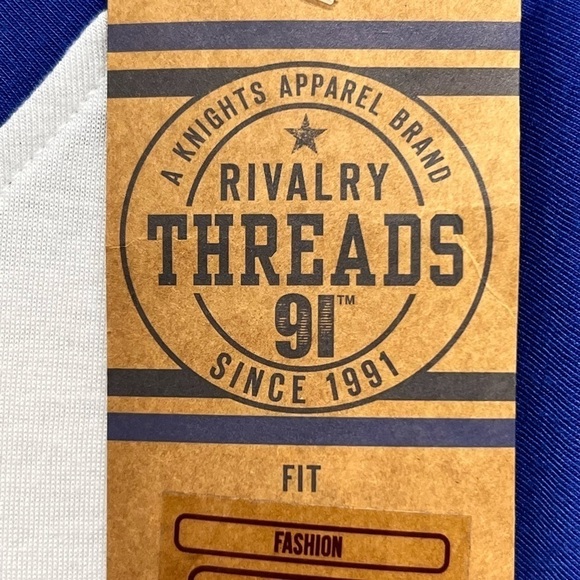 A KNIGHTS APPAREL BRAND
RIVALRY
THREADS
91™
SINCE 1991
FIT
FASHION